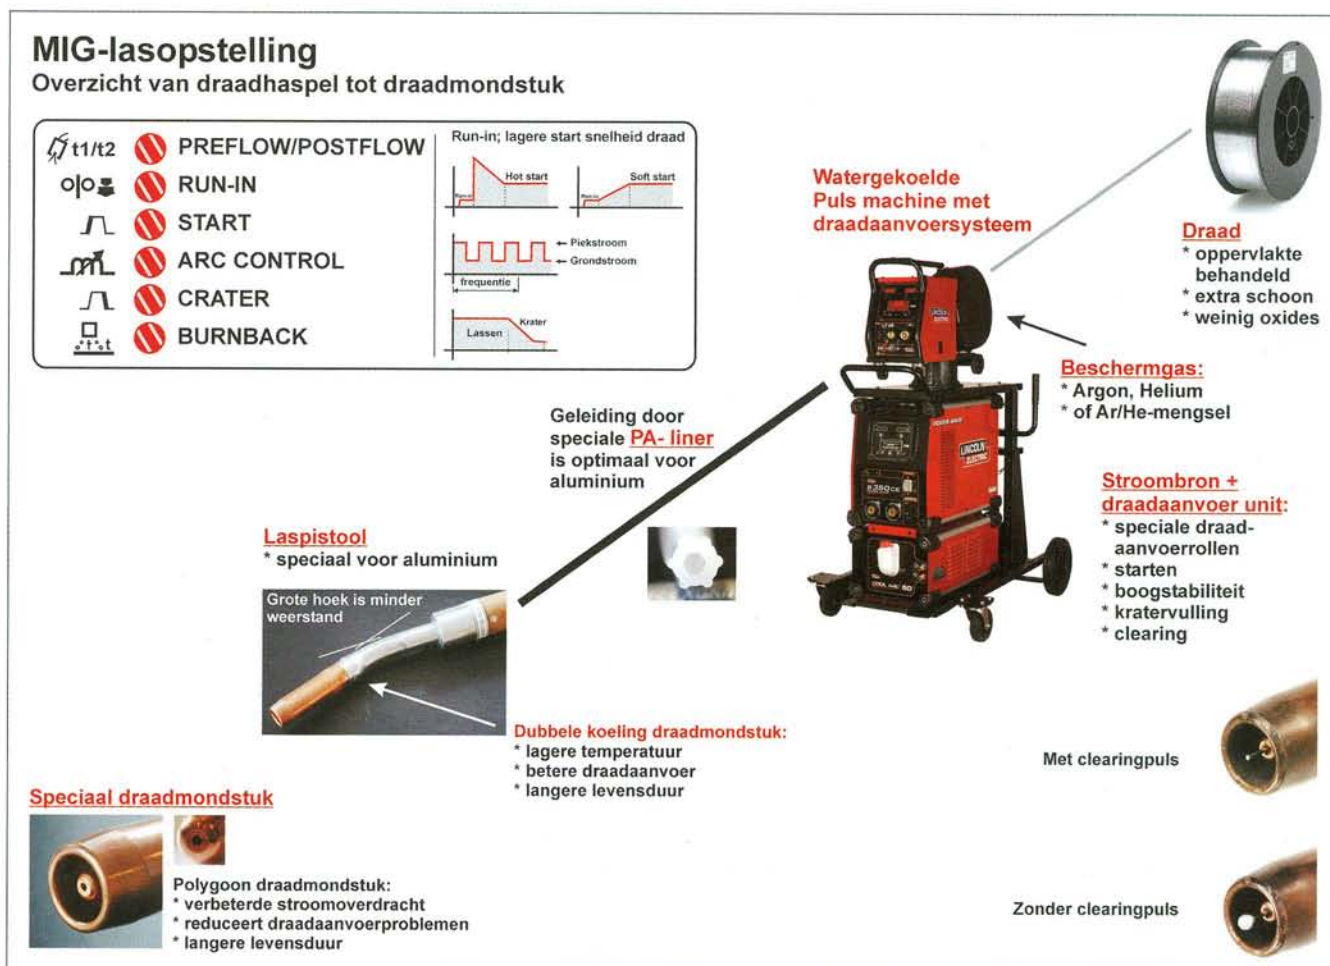 MIG-lasopstelling
Overzicht van draadhaspel tot draadmondstuk
t1/t2 PREFLOW/POSTFLOW
RUN-IN
START
ARC CONTROL
CRATER
BURNBACK
Run-in; lagere start snelheid draad
Run-in
Hot start
Run-in
Soft start
Piekstroom
Grondstroom
frequentie
Lassen
Krater
Watergekoelde
Puls machine met
draadaanvoersysteem
Draad
* oppervlakte
behandeld
* extra schoon
* weinig oxides
Beschermgas:
* Argon, Helium
* of Ar/He-mengsel
Geleiding door
speciale PA- liner
is optimaal voor
aluminium
LINCOLN
ELECTRIC
Stroombron +
draadaanvoer unit:
* speciale draad-
aanvoerrollen
* starten
* boogstabiliteit
* kratervulling
* clearing
Laspistool
* speciaal voor aluminium
Grote hoek is minder
weerstand
Dubbele koeling draadmondstuk:
* lagere temperatuur
* betere draadaanvoer
* langere levensduur
Met clearingpuls
Speciaal draadmondstuk
Polygoon draadmondstuk:
* verbeterde stroomoverdracht
* reduceert draadaanvoerproblemen
* langere levensduur
Zonder clearingpuls